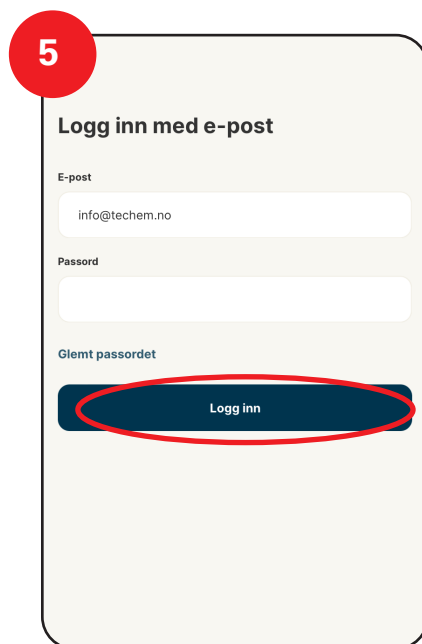 5
Logg inn med e-post
E-post
info@techem.no
Passord
Glemt passordet
Logg inn